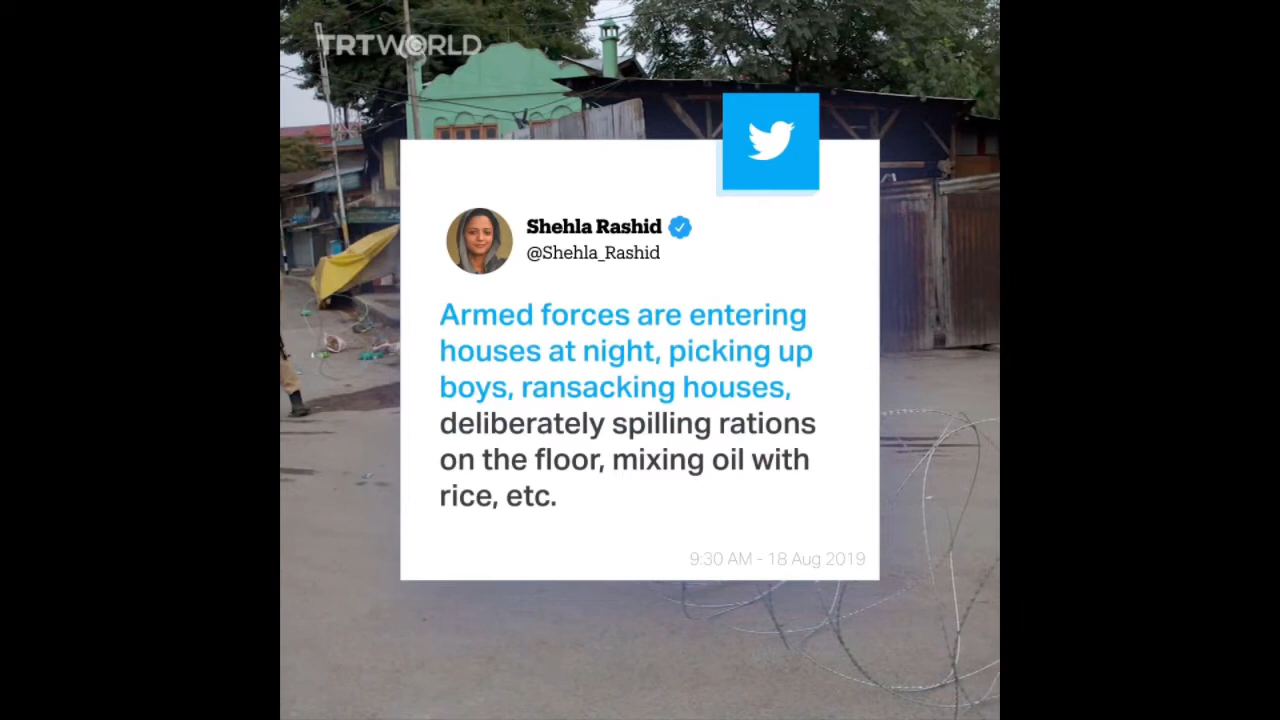 TRTWORLD
Shehla Rashid
@Shehla_Rashid
Armed forces are entering
houses at night, picking up
boys, ransacking houses,
deliberately spilling rations
on the floor, mixing oil with
rice, etc.
9:30 AM - 18 Aug 2019